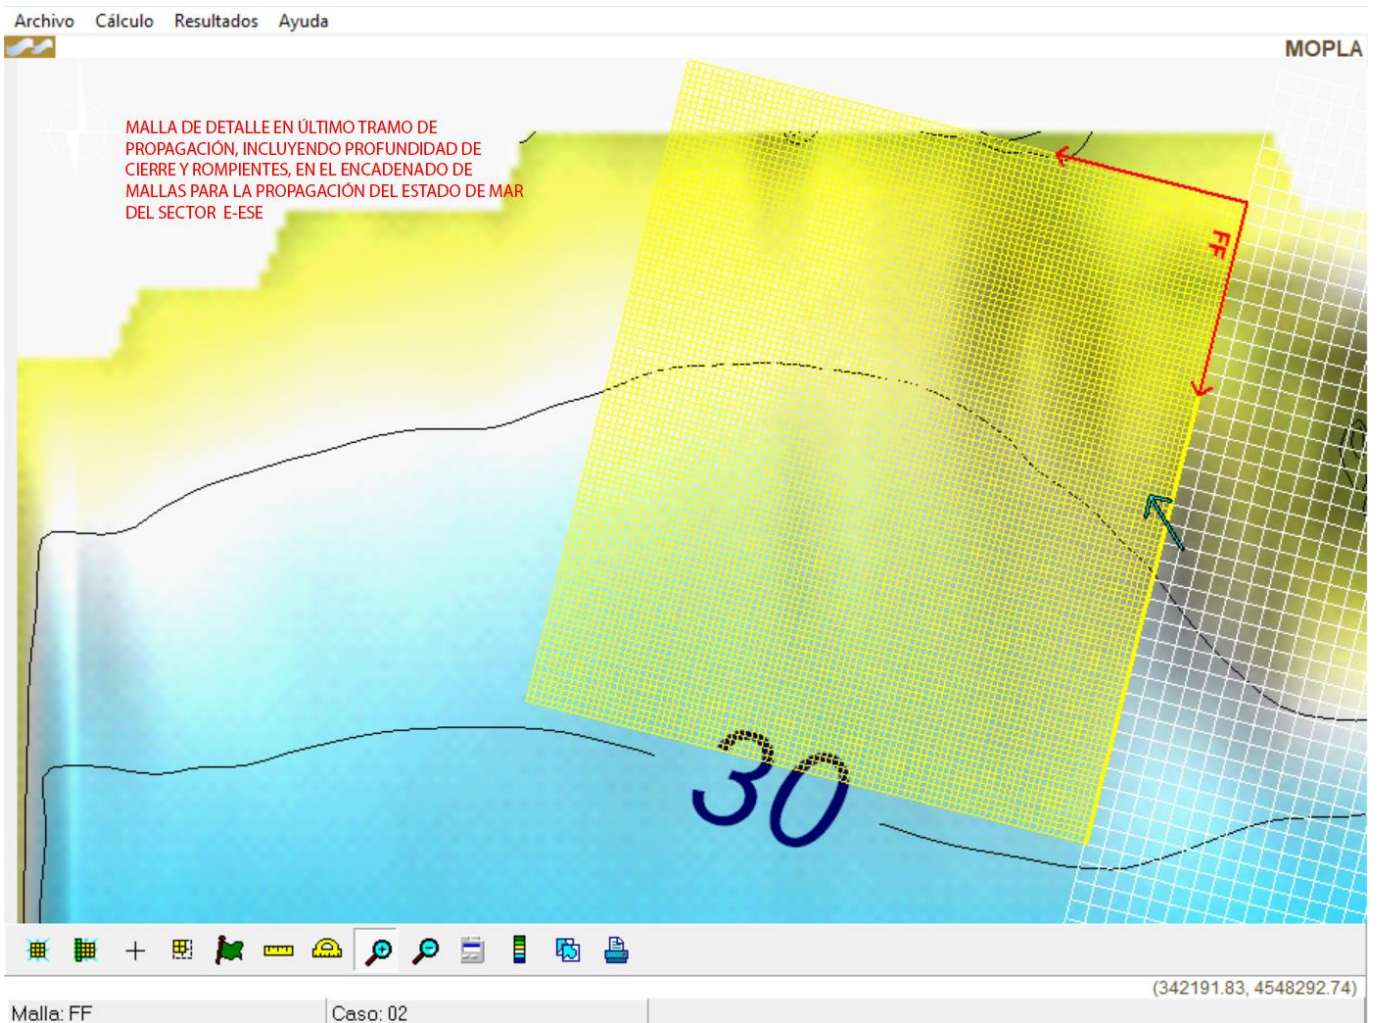 Archivo Cálculo Resultados Ayuda
MOPLA
MALLA DE DETALLE EN ÚLTIMO TRAMO DE
PROPAGACIÓN, INCLUYENDO PROFUNDIDAD DE
CIERRE Y ROMPIENTES, EN EL ENCADENADO DE
MALLAS PARA LA PROPAGACIÓN DEL ESTADO DE MAR
DEL SECTOR E-ESE
FF
30
(342191.83, 4548292.74)
Malla: FF Caso: 02